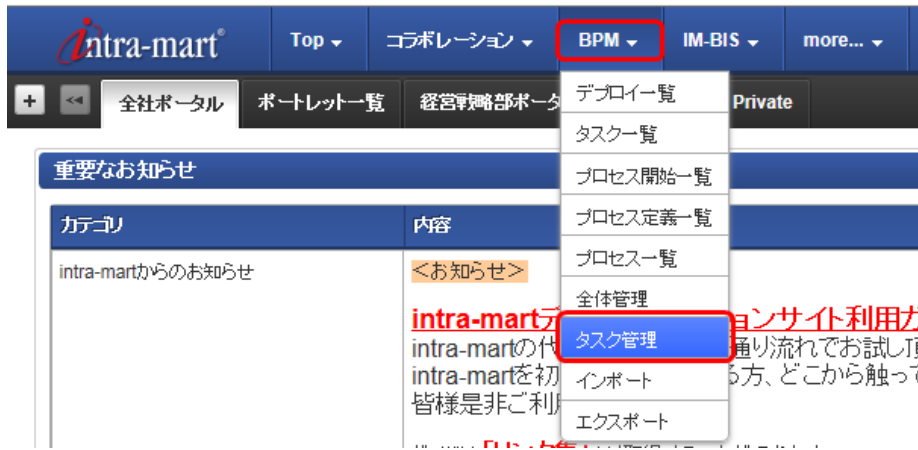 intra-mart® Top コラボレーション BPM IM-BIS more...
+ 全社ポータル ポートレット一覧 経営戦略部ポータ Private
デプロイ一覧
タスク一覧
プロセス開始一覧
プロセス定義一覧
プロセス一覧
全体管理
タスク管理
インポート
エクスポート
重要なお知らせ
カテゴリ 内容
intra-martからのお知らせ
<お知らせ>
intra-martデ ョンサイト利用ガ
intra-martの代 通り流れでお試し頂
intra-martを初 る方、どこから触って
皆様是非ご利用